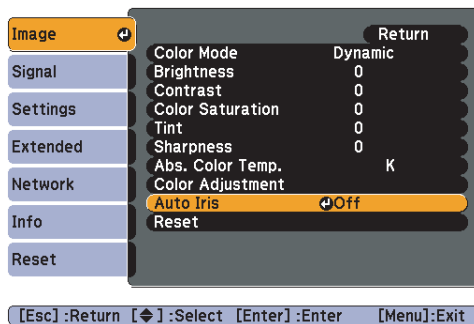 Image
Signal
Settings
Extended
Network
Info
Reset
Return
Color Mode Dynamic
Brightness 0
Contrast 0
Color Saturation 0
Tint 0
Sharpness 0
Abs. Color Temp. K
Color Adjustment
Auto Iris Off
Reset
[Esc] :Return [◆] :Select [Enter] :Enter [Menu]:Exit